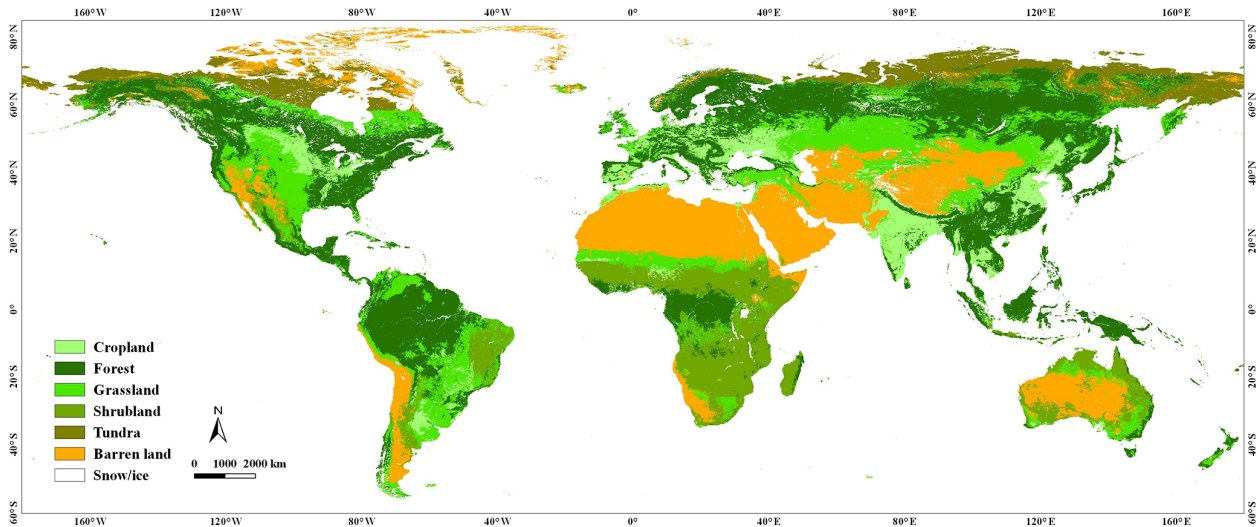 160°W 120°W 80°W 40°W 0° 40°E 80°E 120°E 160°E
80°N 80°N
60°N 60°N
40°N 40°N
20°N 20°N
0° 0°
20°S 20°S
40°S 40°S
60°S 60°S
Cropland
Forest
Grassland
Shrubland
Tundra
Barren land
Snow/ice
N
0 1000 2000 km
160°W 120°W 80°W 40°W 0° 40°E 80°E 120°E 160°E